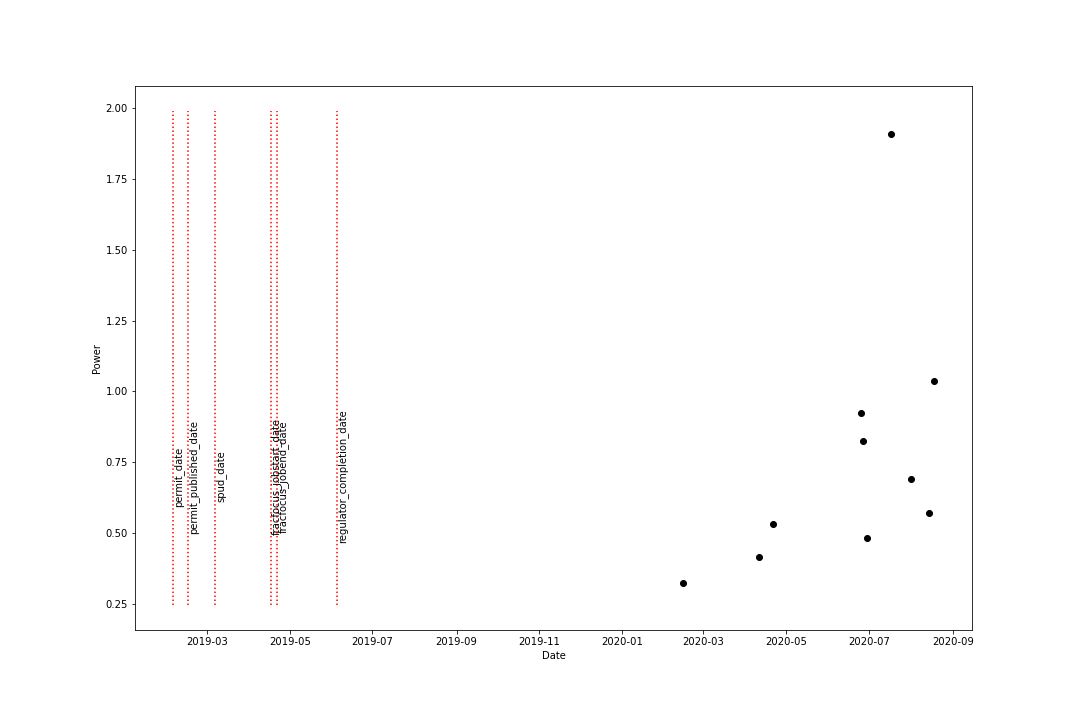 2.00
1.75
1.50
1.25
1.00
0.75
0.50
0.25
Power
permit_date
permit_published_date
spud_date
fracfocus_jobstart_date
fracfocus_jobend_date
regulator_completion_date
2019-03
2019-05
2019-07
2019-09
2019-11
2020-01
2020-03
2020-05
2020-07
2020-09
Date